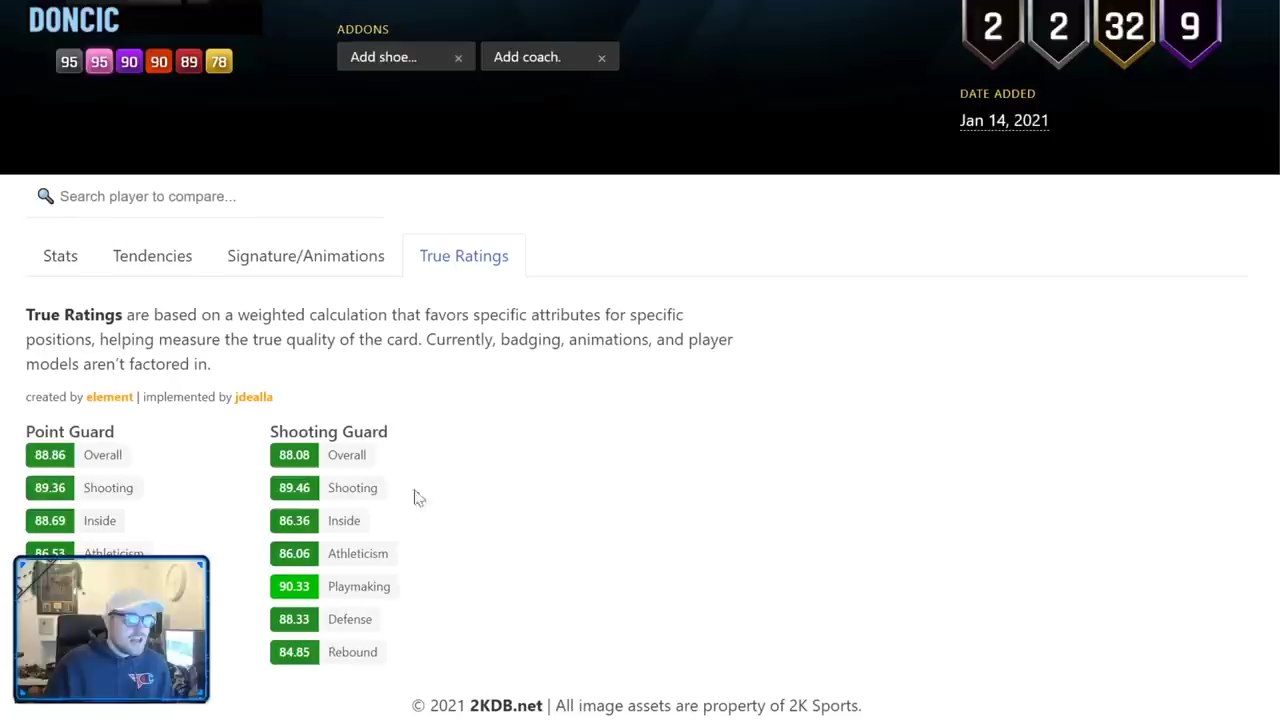 DONCIC
95 95 90 90 89 78
ADDONS
Add shoe... × Add coach. ×
2 2 32 9
DATE ADDED
Jan 14, 2021
Search player to compare...
Stats Tendencies Signature/Animations True Ratings
True Ratings are based on a weighted calculation that favors specific attributes for specific
positions, helping measure the true quality of the card. Currently, badging, animations, and player
models aren't factored in.
created by element | implemented by jdealla
Point Guard
88.86 Overall
89.36 Shooting
88.69 Inside
86.53 Athleticism
Shooting Guard
88.08 Overall
89.46 Shooting
86.36 Inside
86.06 Athleticism
90.33 Playmaking
88.33 Defense
84.85 Rebound
© 2021 2KDB.net | All image assets are property of 2K Sports.